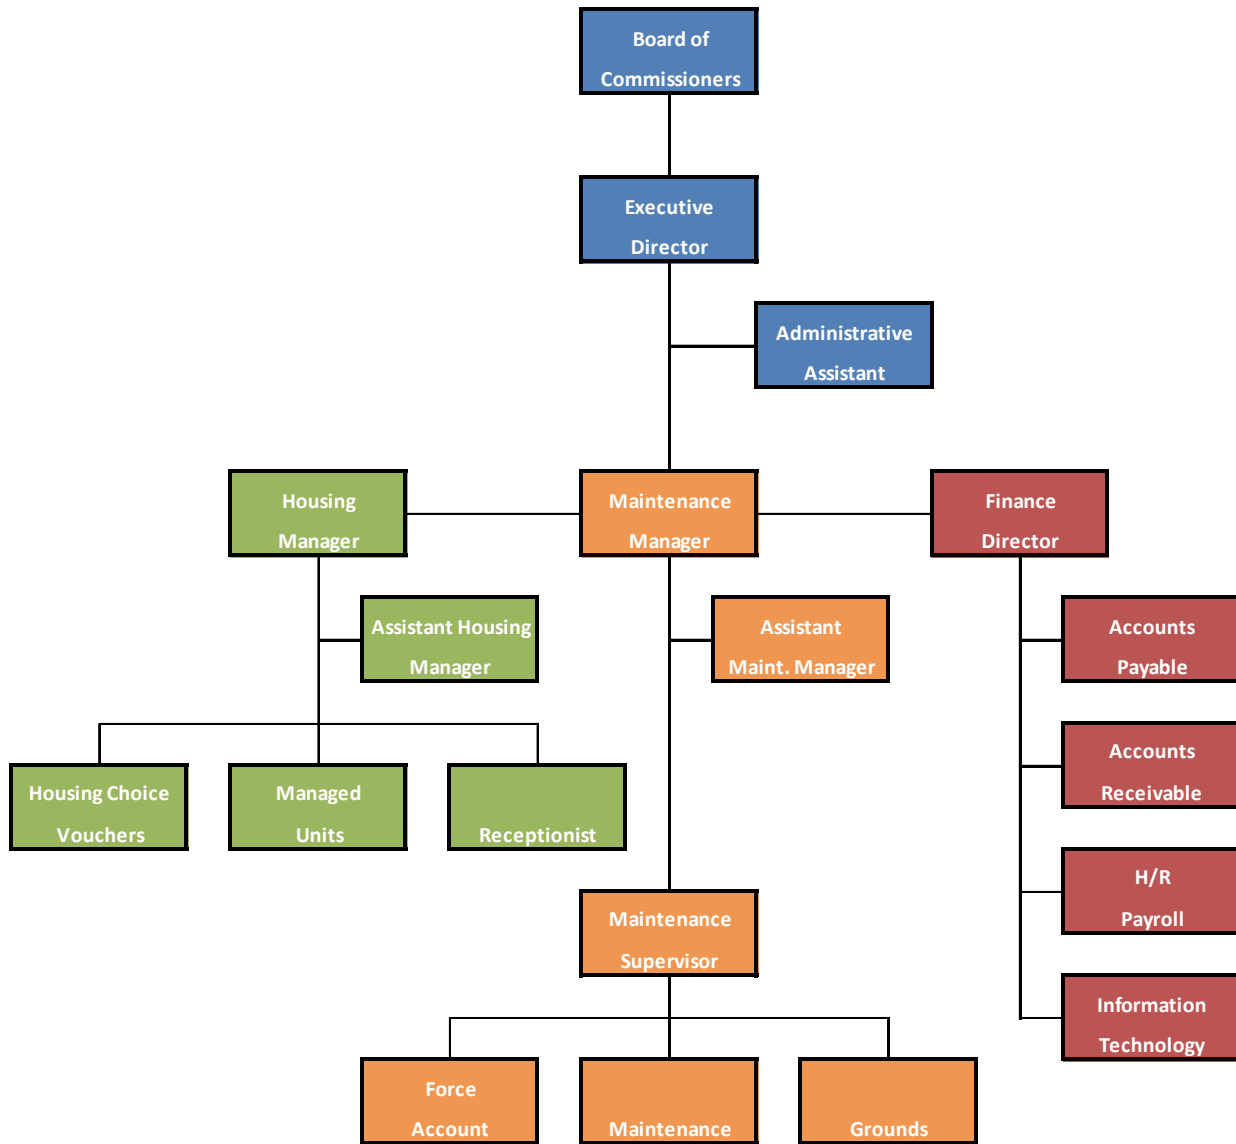 Board of
Commissioners
Executive
Director
Administrative
Assistant
Housing
Manager
Maintenance
Manager
Finance
Director
Assistant Housing
Manager
Assistant
Maint. Manager
Accounts
Payable
Housing Choice
Vouchers
Managed
Units
Receptionist
Accounts
Receivable
H/R
Payroll
Maintenance
Supervisor
Information
Technology
Force
Account
Maintenance
Grounds